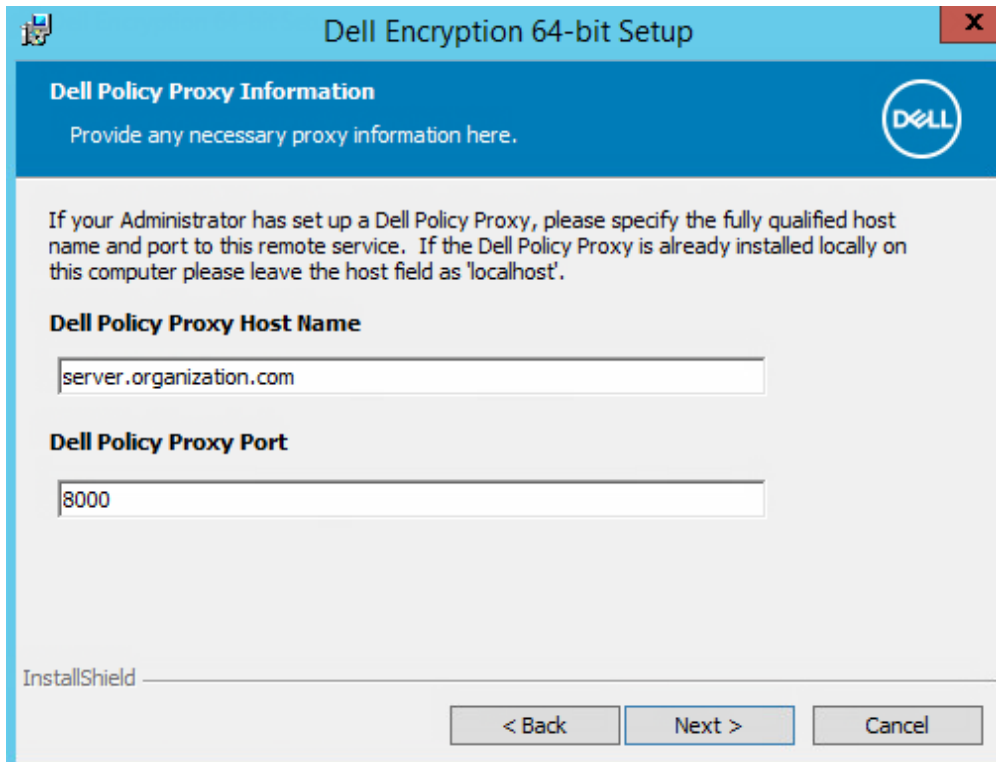 Dell Encryption 64-bit Setup
x
Dell Policy Proxy Information
Provide any necessary proxy information here.
DELL
If your Administrator has set up a Dell Policy Proxy, please specify the fully qualified host
name and port to this remote service.  If the Dell Policy Proxy is already installed locally on
this computer please leave the host field as 'localhost'.
Dell Policy Proxy Host Name
server.organization.com
Dell Policy Proxy Port
8000
InstallShield
< Back
Next >
Cancel